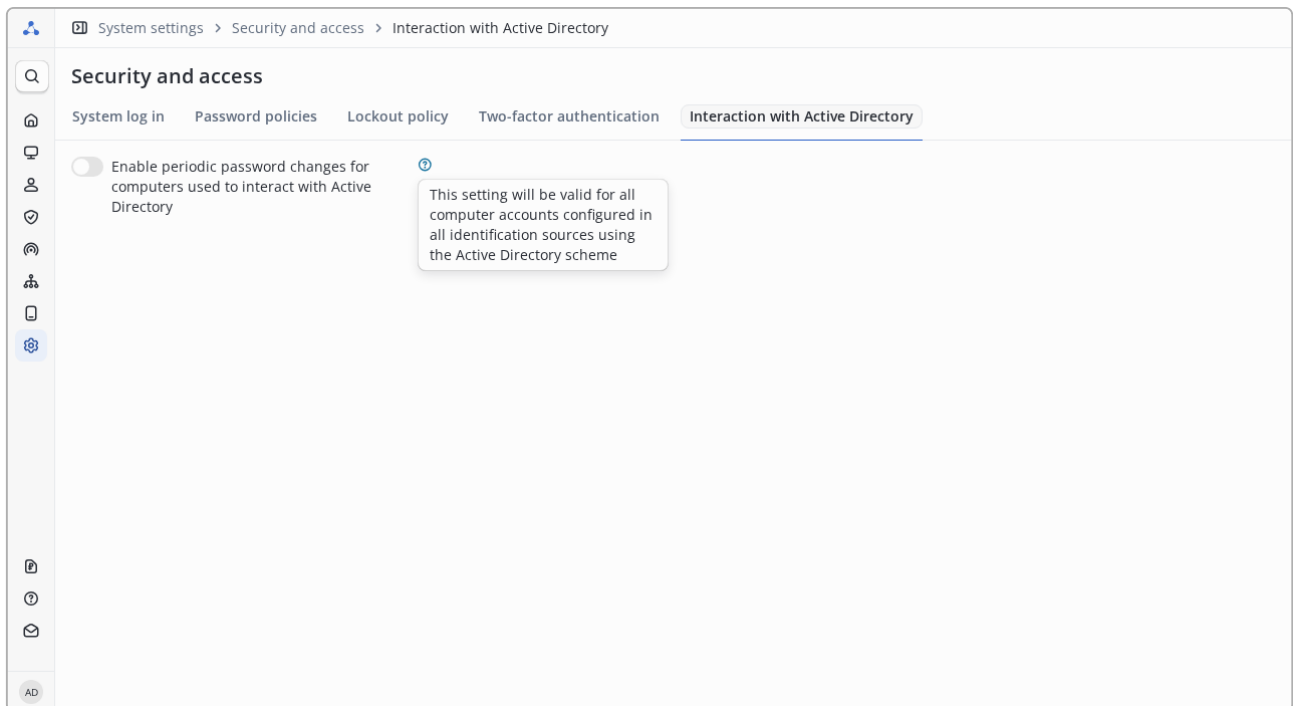 System settings > Security and access > Interaction with Active Directory
Security and access
System log in Password policies Lockout policy Two-factor authentication Interaction with Active Directory
Enable periodic password changes for
computers used to interact with Active
Directory
This setting will be valid for all
computer accounts configured in
all identification sources using
the Active Directory scheme
AD